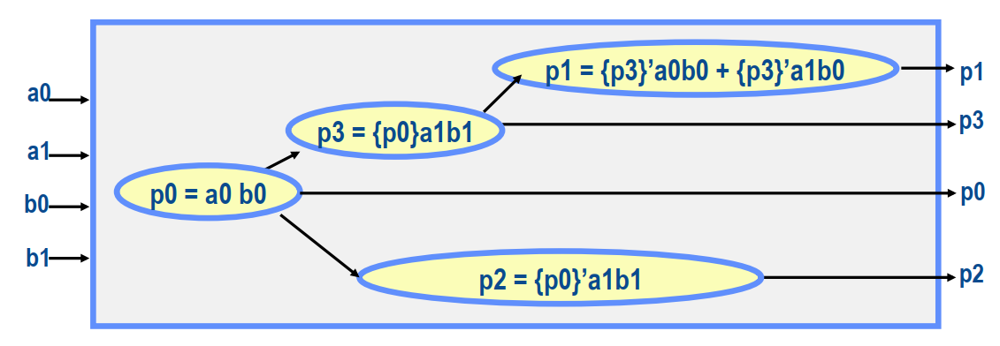 p1 = {p3}’a0b0 + {p3}’a1b0
p1
a0
p3 = {p0}a1b1
p3
a1
p0 = a0 b0
p0
b0
b1
p2 = {p0}’a1b1
p2